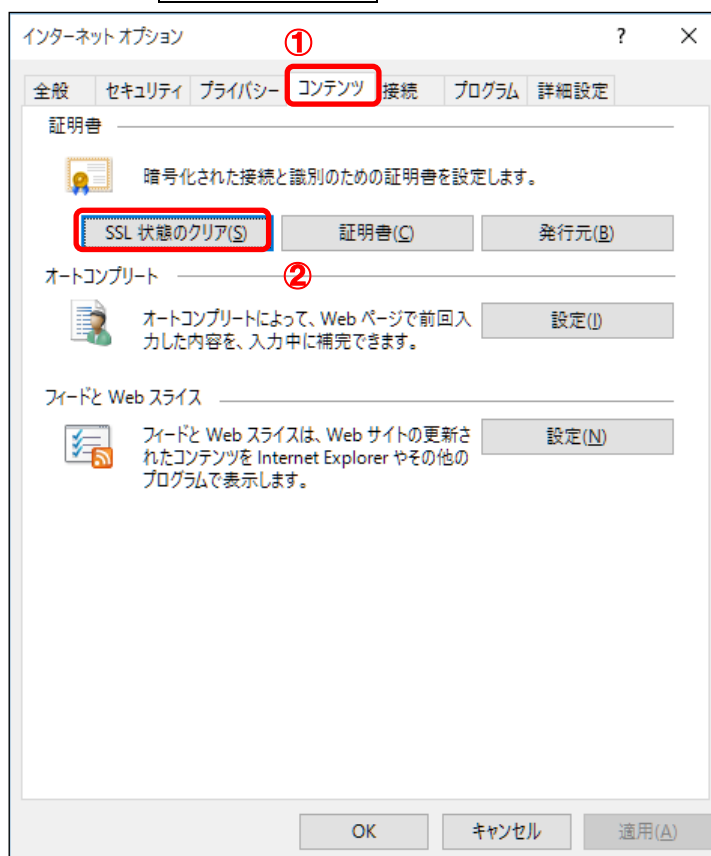 インターネット オプション
①
? ×
全般 セキュリティ プライバシー コンテンツ 接続 プログラム 詳細設定
証明書
暗号化された接続と識別のための証明書を設定します。
SSL 状態のクリア(S) 証明書(C) 発行元(B)
オートコンプリート
②
オートコンプリートによって、Web ページで前回入
力した内容を、入力中に補完できます。
設定(I)
フィードと Web スライス
フィードと Web スライスは、Web サイトの更新さ
れたコンテンツを Internet Explorer やその他の
プログラムで表示します。
設定(N)
OK キャンセル 適用(A)